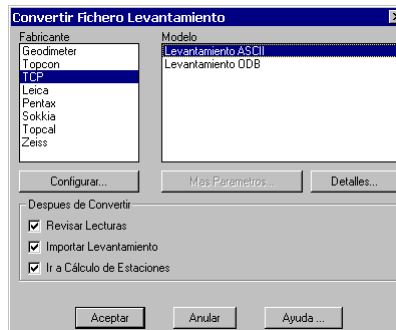 Convertir Fichero Levantamiento
Fabricante
Modelo
Geodimeter
Topcon
TCP
Leica
Pentax
Sokkia
Topcal
Zeiss
Levantamiento ASCII
Levantamiento ODB
Configurar...
Mas Parametros...
Detalles...
Despues de Convertir
Revisar Lecturas
Importar Levantamiento
Ir a Cálculo de Estaciones
Aceptar
Anular
Ayuda ...